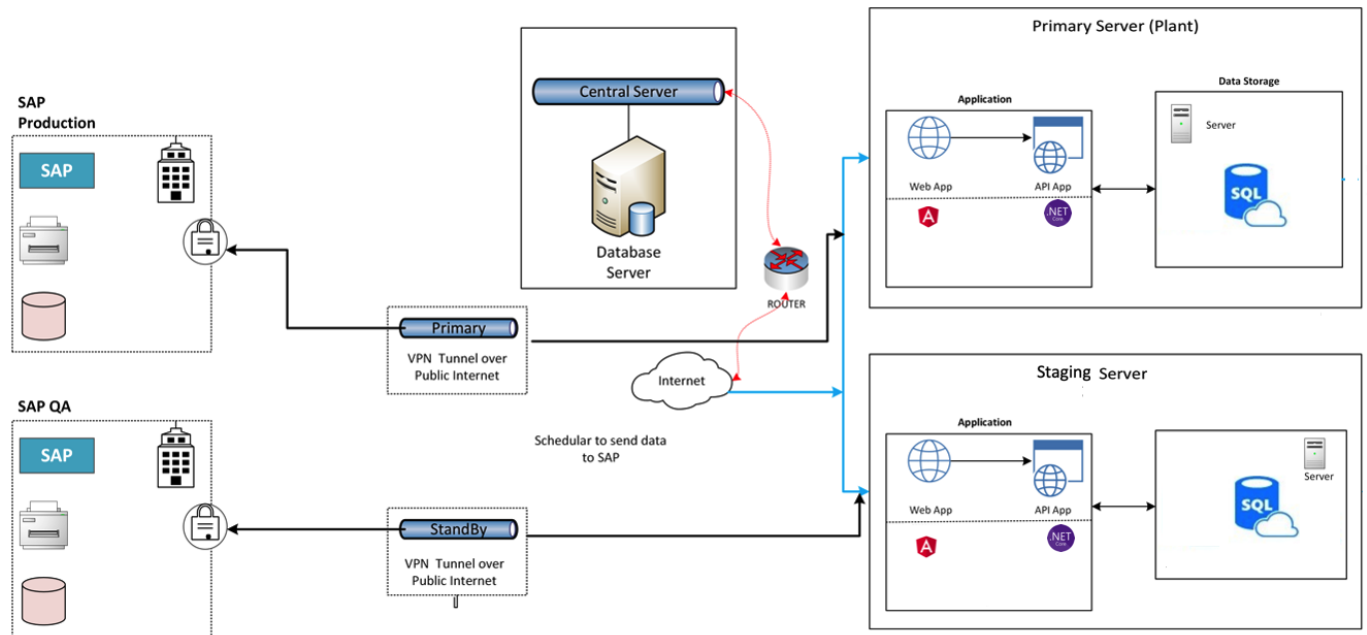 SAP
Production
SAP
Primary
VPN Tunnel over
Public Internet
Central Server
Database
Server
ROUTER
Internet
Schedular to send data
to SAP
SAP QA
SAP
StandBy
VPN Tunnel over
Public Internet
Primary Server (Plant)
Application
Web App
API App
.NET
Core
Data Storage
Server
SQL
Staging Server
Application
Web App
API App
.NET
Core
Server
SQL